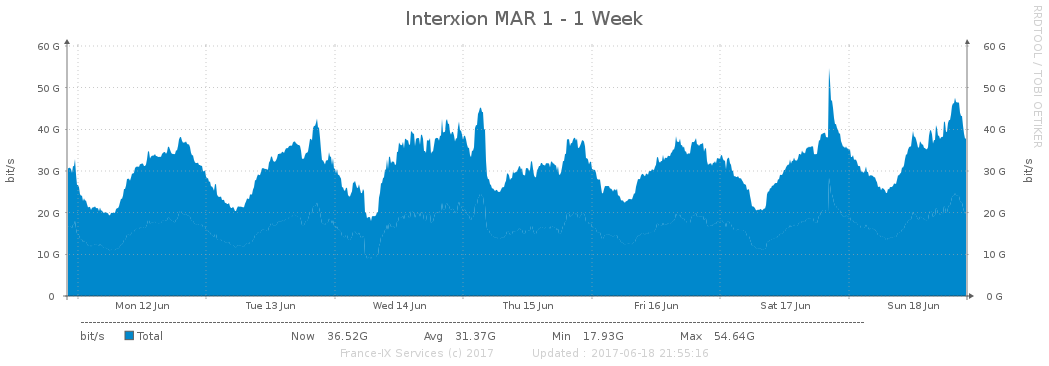 Interxion MAR 1 - 1 Week
RRDTOOL / TOBI OETIKER
bit/s
bit/s
60 G 60 G
50 G 50 G
40 G 40 G
30 G 30 G
20 G 20 G
10 G 10 G
0 0 G
Mon 12 Jun Tue 13 Jun Wed 14 Jun Thu 15 Jun Fri 16 Jun Sat 17 Jun Sun 18 Jun
bit/s Total Now 36.52G Avg 31.37G Min 17.93G Max 54.64G
France-IX Services (c) 2017 Updated : 2017-06-18 21:55:16